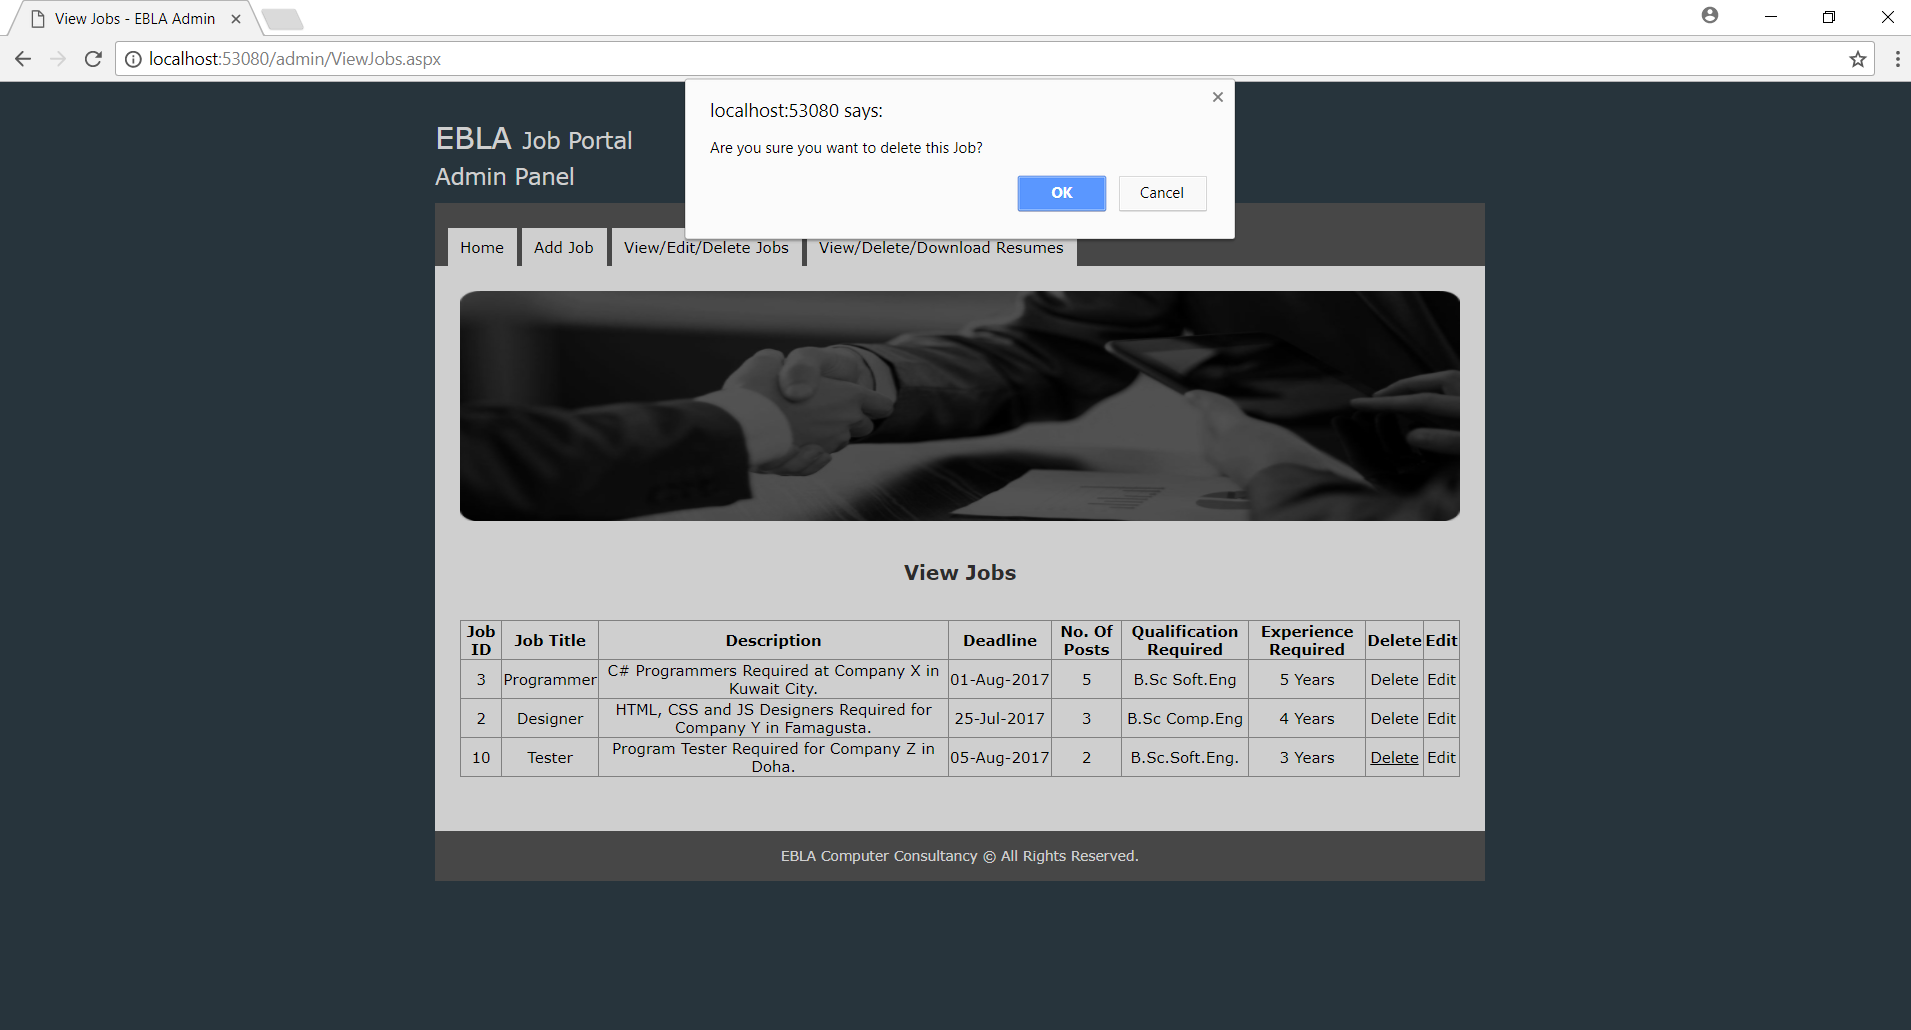 View Jobs - EBLA Admin
localhost:53080/admin/ViewJobs.aspx
localhost:53080 says:
Are you sure you want to delete this Job?
OK Cancel
EBLA Job Portal
Admin Panel
Home Add Job View/Edit/Delete Jobs View/Delete/Download Resumes
View Jobs
Job ID Job Title Description Deadline No. Of Posts Qualification Required Experience Required Delete Edit
3 Programmer C# Programmers Required at Company X in Kuwait City. 01-Aug-2017 5 B.Sc Soft.Eng 5 Years Delete Edit
2 Designer HTML, CSS and JS Designers Required for Company Y in Famagusta. 25-Jul-2017 3 B.Sc Comp.Eng 4 Years Delete Edit
10 Tester Program Tester Required for Company Z in Doha. 05-Aug-2017 2 B.Sc.Soft.Eng. 3 Years Delete Edit
EBLA Computer Consultancy © All Rights Reserved.